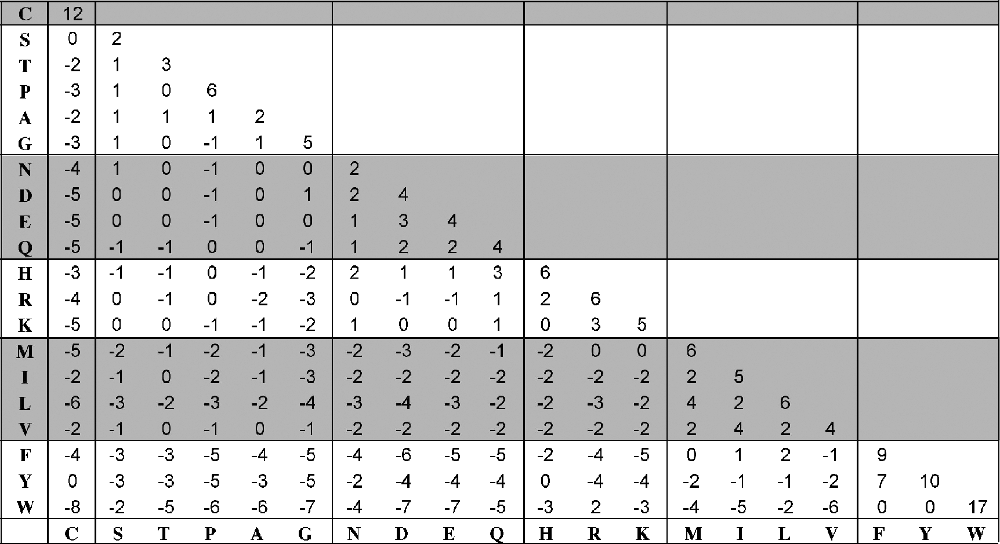 C 12
S 0 2
T -2 1 3
P -3 1 0 6
A -2 1 1 1 2
G -3 1 0 -1 1 5
N -4 1 0 -1 0 0 2
D -5 0 0 -1 0 1 2 4
E -5 0 0 -1 0 0 1 3 4
Q -5 -1 -1 0 0 -1 1 2 2 4
H -3 -1 -1 0 -1 -2 2 1 1 3 6
R -4 0 -1 0 -2 -3 0 -1 -1 1 2 6
K -5 0 0 -1 -1 -2 1 0 0 1 0 3 5
M -5 -2 -1 -2 -1 -3 -2 -3 -2 -1 -2 0 0 6
I -2 -1 0 -2 -1 -3 -2 -2 -2 -2 -2 -2 -2 2 5
L -6 -3 -2 -3 -2 -4 -3 -4 -3 -2 -2 -3 -2 4 2 6
V -2 -1 0 -1 0 -1 -2 -2 -2 -2 -2 -2 -2 2 4 2 4
F -4 -3 -3 -5 -4 -5 -4 -6 -5 -5 -2 -4 -5 0 1 2 -1 9
Y 0 -3 -3 -5 -3 -5 -2 -4 -4 -4 0 -4 -4 -2 -1 -1 -2 7 10
W -8 -2 -5 -6 -6 -7 -4 -7 -7 -5 -3 2 -3 -4 -5 -2 -6 0 0 17
C S T P A G N D E Q H R K M I L V F Y W